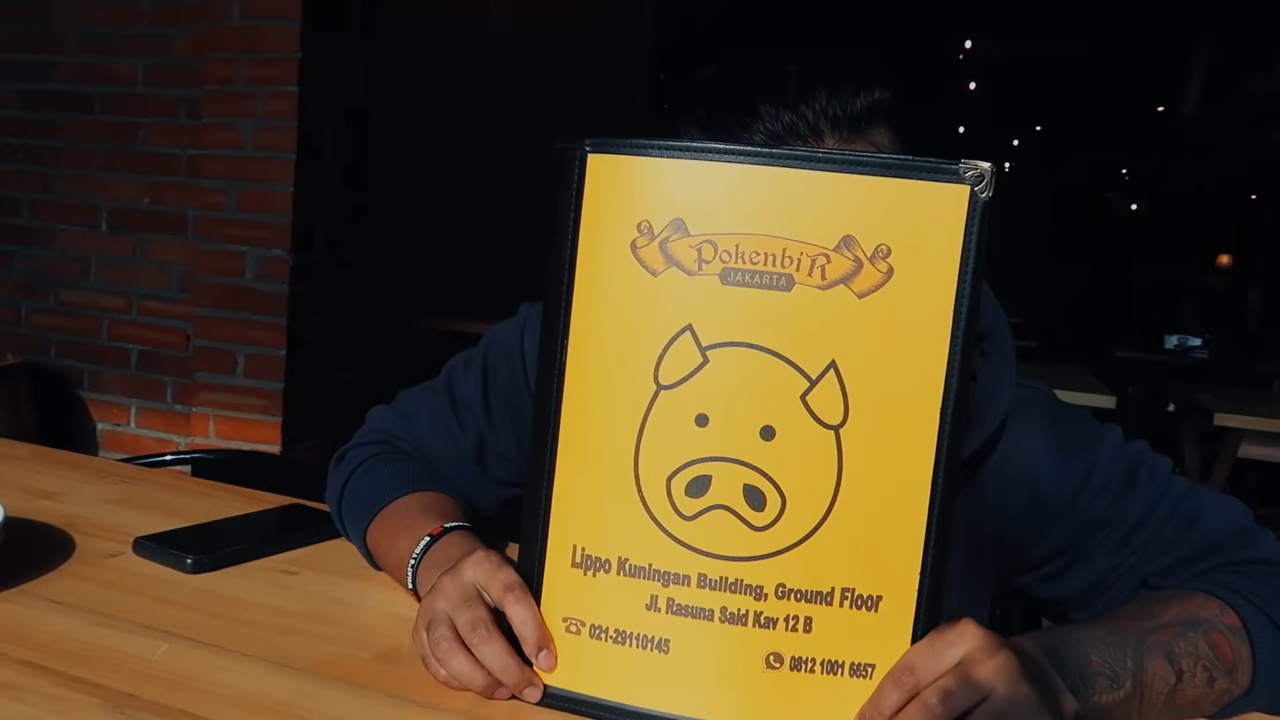 PokenbiR
JAKARTA
Lippo Kuningan Building, Ground Floor
Jl. Rasuna Said Kav 12 B
021-29110145
0812 1001 6657